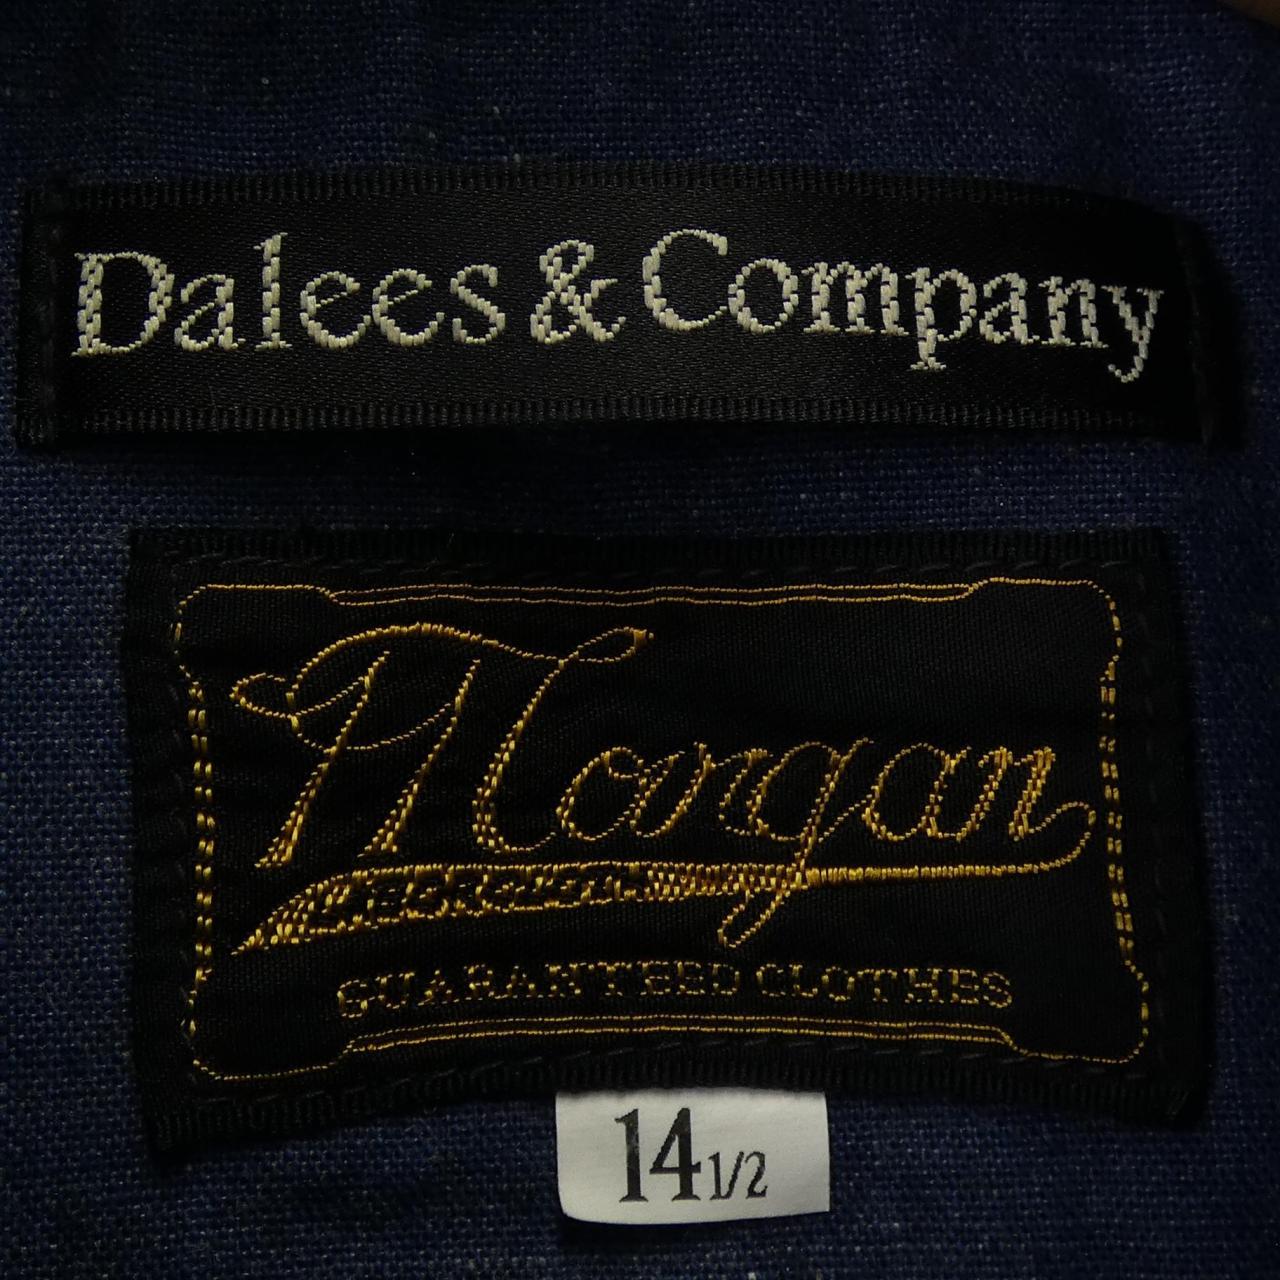 Dalees & Company
Morgan
GUARANTEED CLOTHES
14 1/2